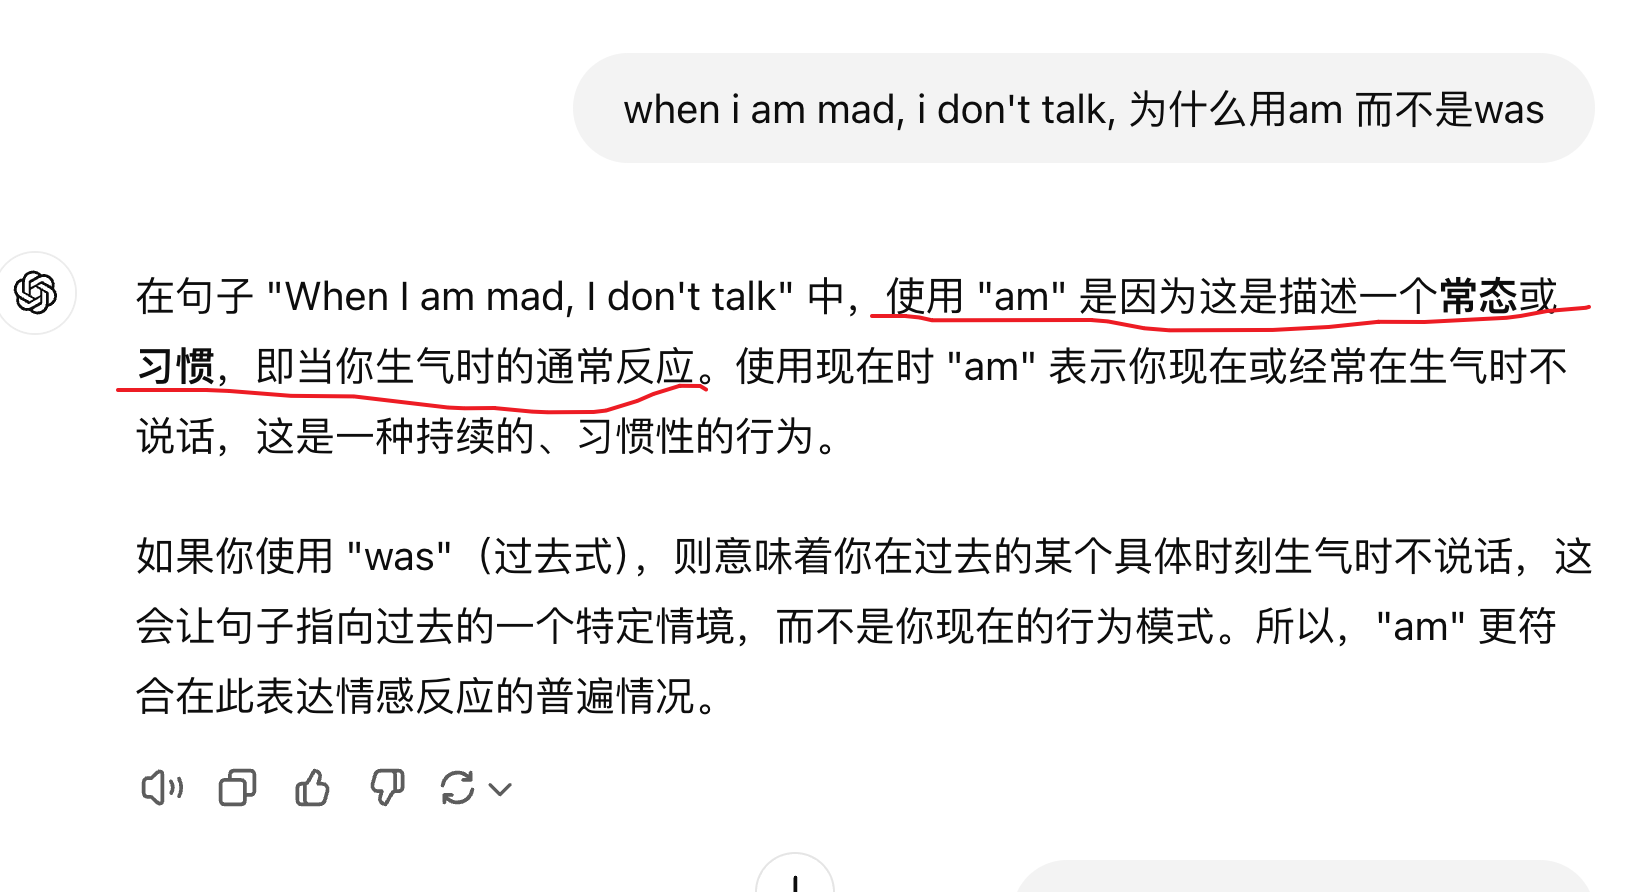 when i am mad, i don't talk, 为什么用am 而不是was
在句子 "When I am mad, I don't talk" 中，使用 "am" 是因为这是描述一个常态或
习惯，即当你生气时的通常反应。使用现在时 "am" 表示你现在或经常在生气时不
说话，这是一种持续的、习惯性的行为。
如果你使用 "was"（过去式），则意味着你在过去的某个具体时刻生气时不说话，这
会让句子指向过去的一个特定情境，而不是你现在的行为模式。所以，"am" 更符
合在此表达情感反应的普遍情况。